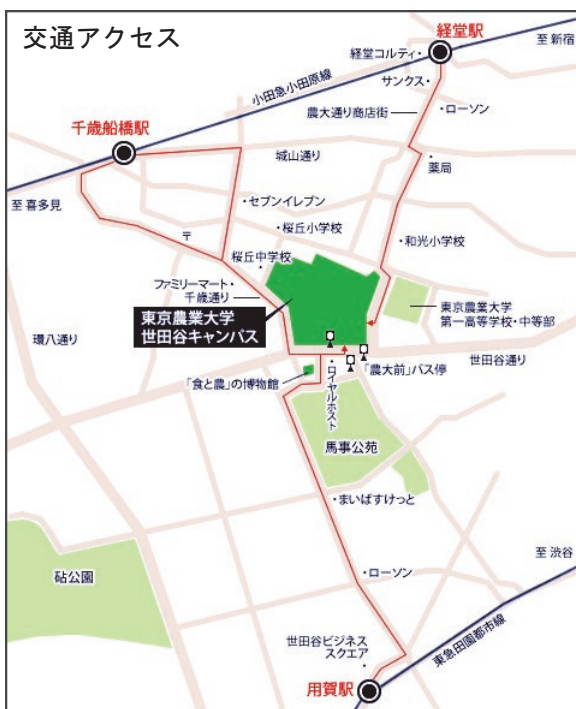 交通アクセス
経堂駅
至 新宿
経堂コルティ・
小田急小田原線
サンクス・
・ローソン
農大通り商店街
千歳船橋駅
城山通り
・薬局
至 喜多見
・セブンイレブン
・桜丘小学校
〒
・和光小学校
桜丘中学校
ファミリーマート・
千歳通り
東京農業大学
世田谷キャンパス
・東京農業大学
第一高等学校・中等部
環八通り
世田谷通り
「農大前」バス停
「食と農」の博物館
・ロイヤルホスト
馬事公苑
・まいばすけっと
至 渋谷
砧公園
・ローソン
東急田園都市線
世田谷ビジネス
スクエア
用賀駅